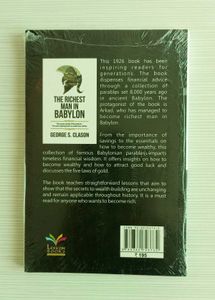 THE RICHEST
MAN IN
BABYLON
GEORGE S. CLASON
This 1926 book has been
inspiring readers for
generations. The book
dispenses financial advice
through a collection of
parables set 8,000 years ago
in ancient Babylon. The
protagonist of the book is
Arkad, who has managed to
become richest man in
Babylon.
From the importance of
savings to the essentials on
how to become wealthy, this
collection of famous Babylonian parables imparts
timeless financial wisdom. It offers insights on how
to become wealthy and how to attract good luck and
discusses the five laws of gold.
The book teaches straightforward lessons that aim to
show that the secrets to wealth-building are unchanging
and remain applicable throughout history. It is a must
read for anyone who wants to become rich.
₹ 195